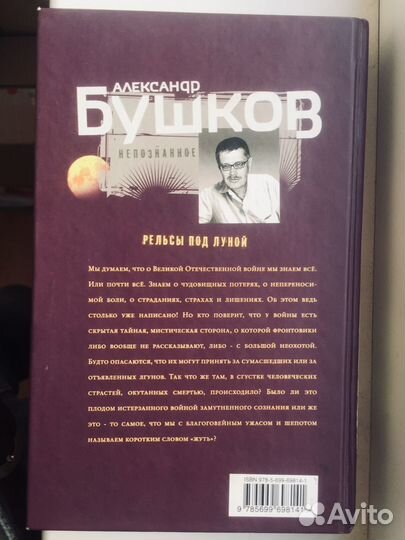 АЛЕКСАНДР
БУШКОВ
НЕПОЗНАННОЕ
РЕЛЬСЫ ПОД ЛУНОЙ
Мы думаем, что о Великой Отечественной войне мы знаем всё.
Или почти всё. Знаем о чудовищных потерях, о непереноси-
мой боли, о страданиях, страхах и лишениях. Об этом ведь
столько уже написано! Но кто поверит, что у войны есть
скрытая тайная, мистическая сторона, о которой фронтовики
либо вообще не рассказывают, либо - с большой неохотой.
Будто опасаются, что их могут принять за сумасшедших или за
отъявленных лгунов. Так что же там, в сгустке человеческих
страстей, окутанных смертью, происходило? Было ли это
плодом истерзанного войной замутненного сознания или же
это - то самое, что мы с благоговейным ужасом и шепотом
называем коротким словом «жуть»?
ISBN 978-5-699-69814-1
9 785699 698141
Avito